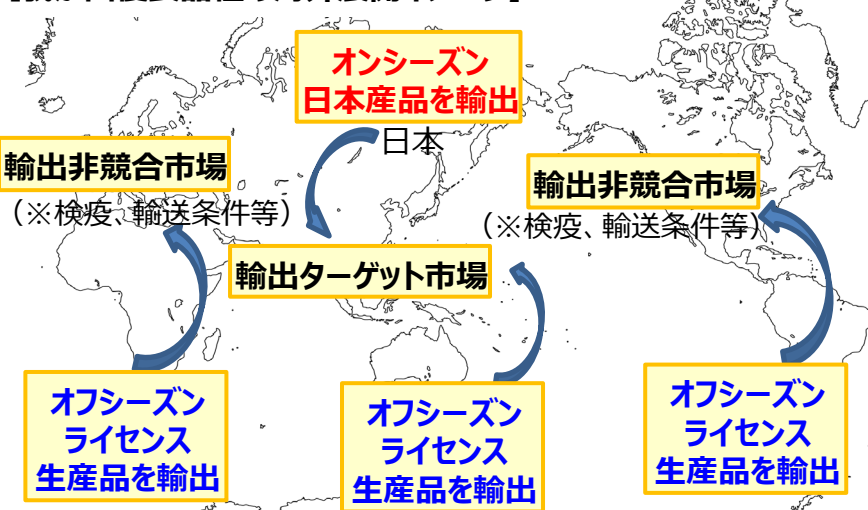 オンシーズン
日本産品を輸出
日本
輸出非競合市場
（※検疫、輸送条件等）
輸出非競合市場
（※検疫、輸送条件等）
輸出ターゲット市場
オフシーズン
ライセンス
生産品を輸出
オフシーズン
ライセンス
生産品を輸出
オフシーズン
ライセンス
生産品を輸出